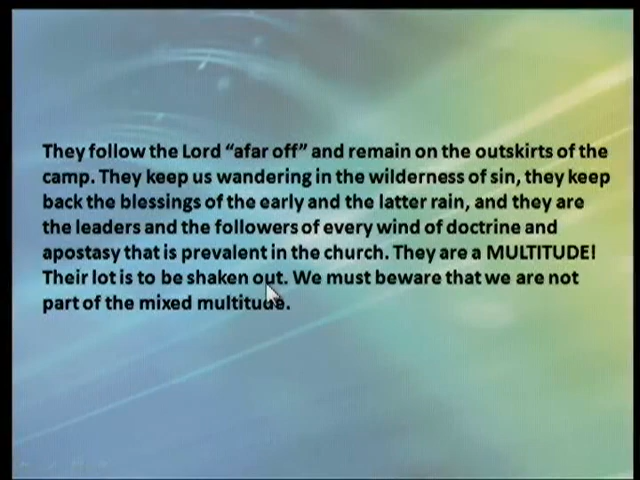 They follow the Lord “afar off” and remain on the outskirts of the
camp. They keep us wandering in the wilderness of sin, they keep
back the blessings of the early and the latter rain, and they are
the leaders and the followers of every wind of doctrine and
apostasy that is prevalent in the church. They are a MULTITUDE!
Their lot is to be shaken out. We must beware that we are not
part of the mixed multitude.